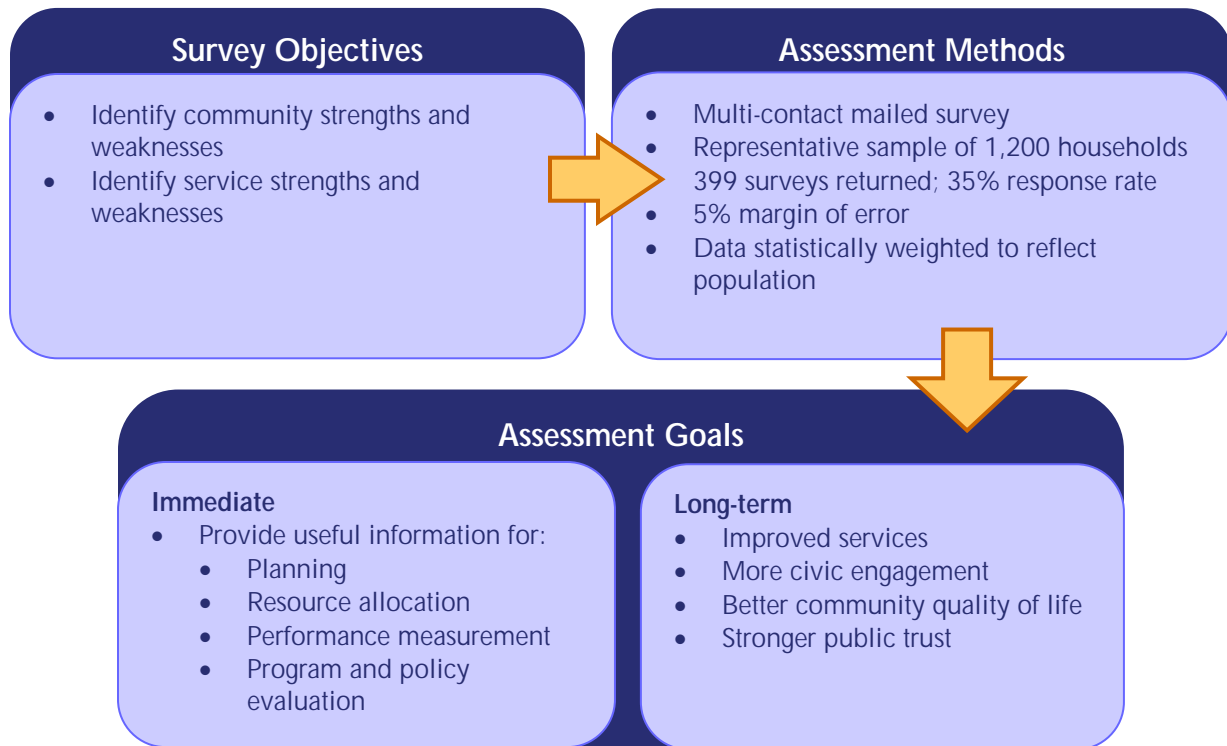 Survey Objectives
• Identify community strengths and
weaknesses
• Identify service strengths and
weaknesses
Assessment Methods
• Multi-contact mailed survey
• Representative sample of 1,200 households
399 surveys returned; 35% response rate
• 5% margin of error
• Data statistically weighted to reflect
population
Assessment Goals
Immediate
• Provide useful information for:
• Planning
• Resource allocation
• Performance measurement
• Program and policy
evaluation
Long-term
• Improved services
• More civic engagement
• Better community quality of life
• Stronger public trust